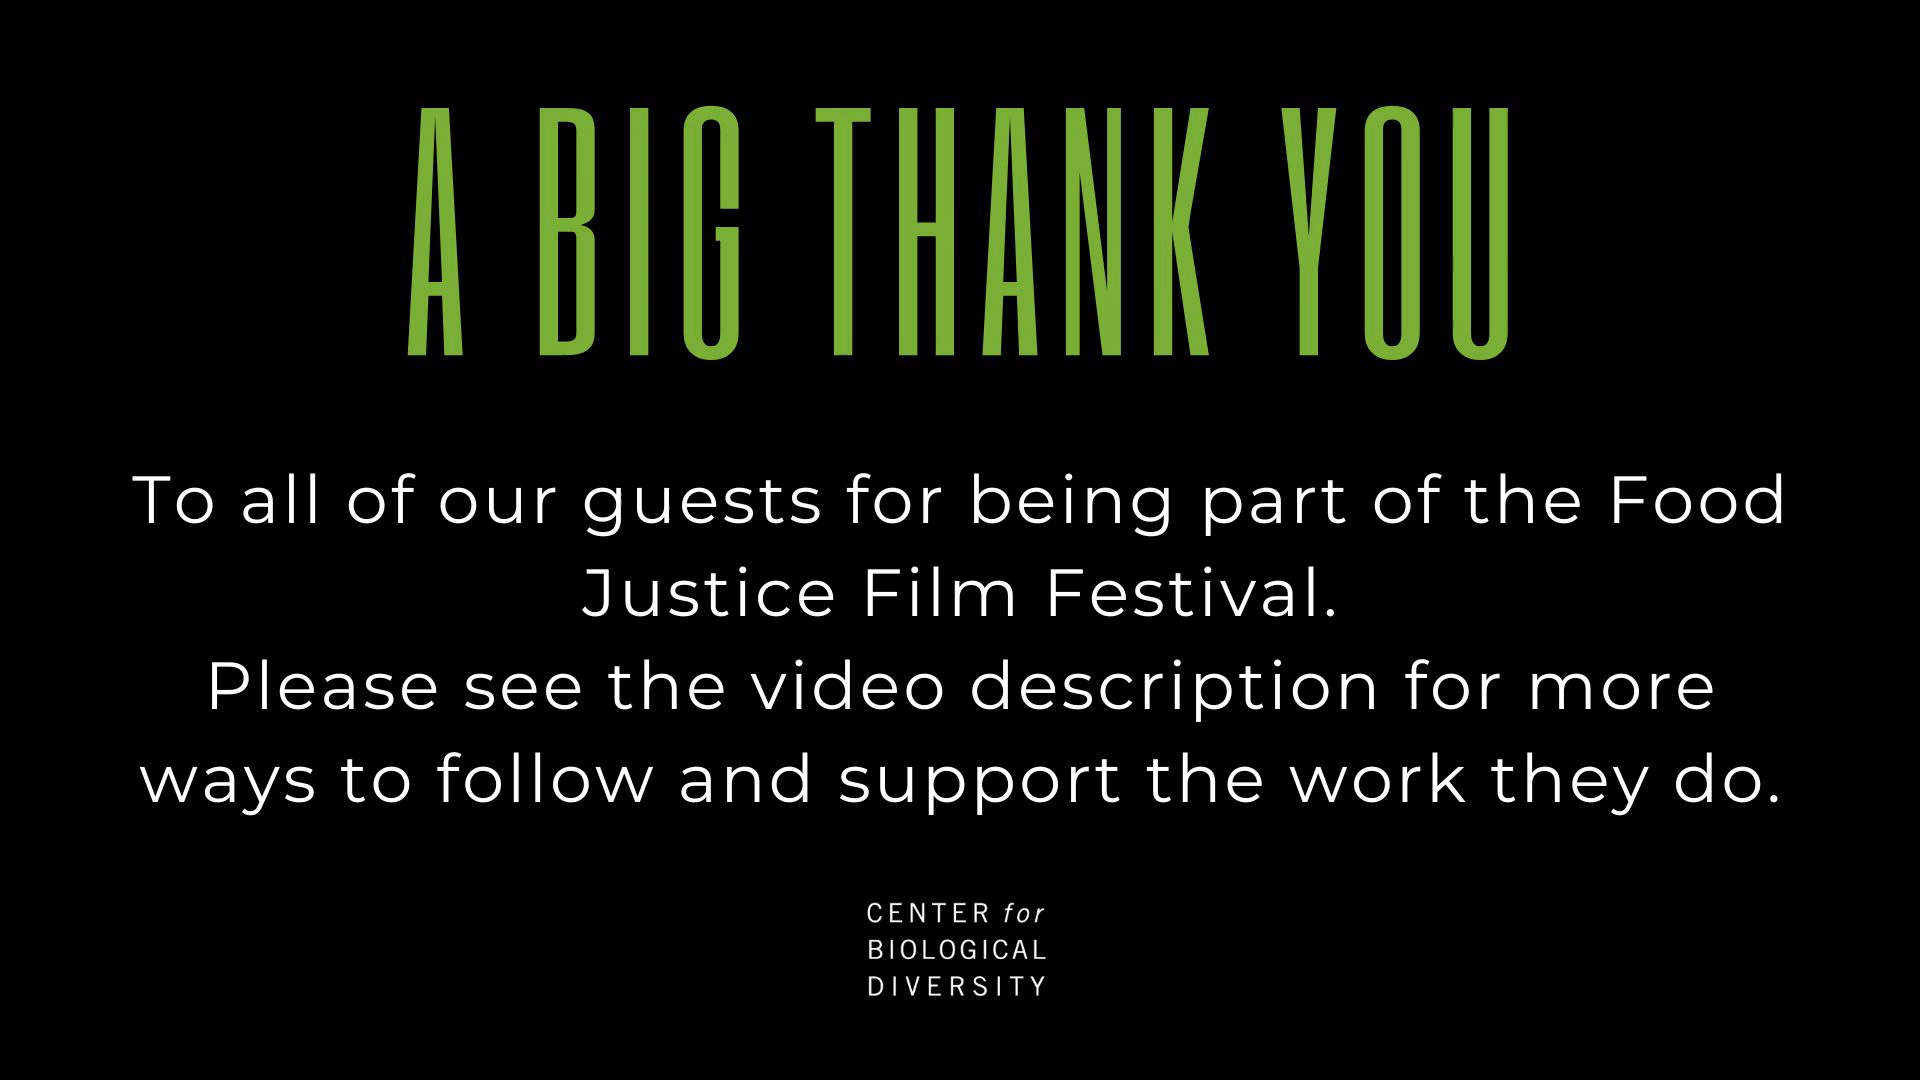 A BIG THANK YOU
To all of our guests for being part of the Food
Justice Film Festival.
Please see the video description for more
ways to follow and support the work they do.
CENTER for
BIOLOGICAL
DIVERSITY